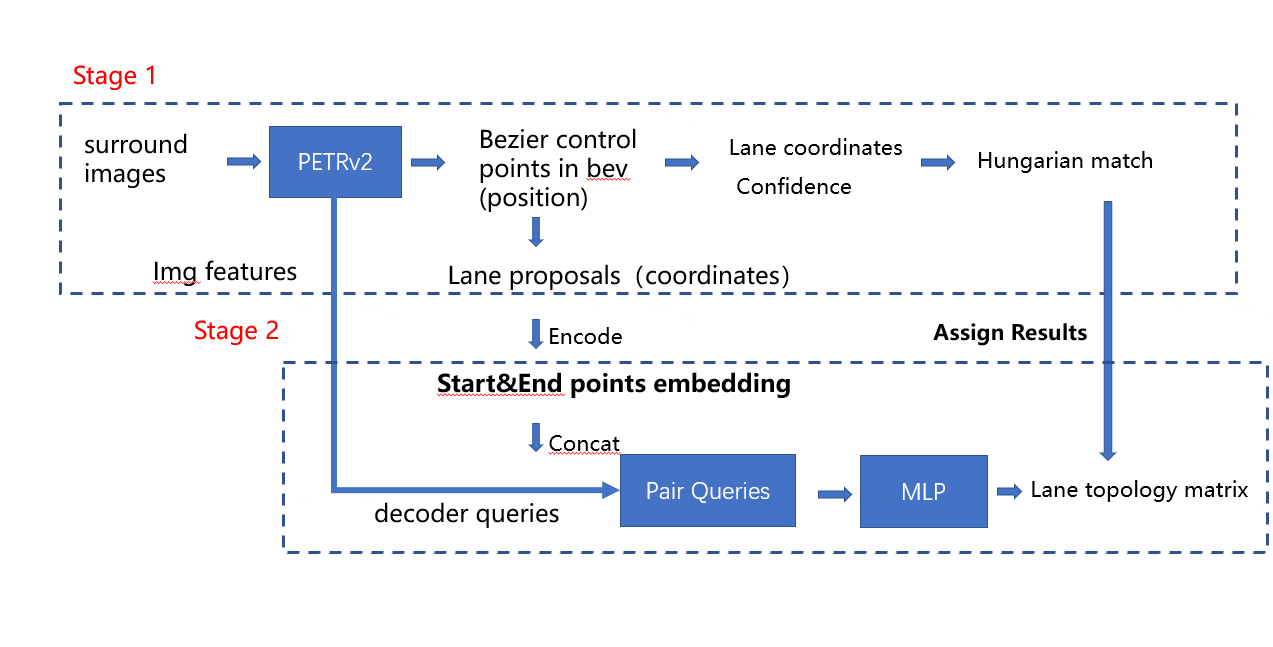 Stage 1
surround
images
PETRv2
Bezier control
points in bev
(position)
Lane coordinates
Confidence
Hungarian match
Img features
Lane proposals（coordinates）
Stage 2
Encode
Assign Results
Start&End points embedding
Concat
Pair Queries
MLP
Lane topology matrix
decoder queries